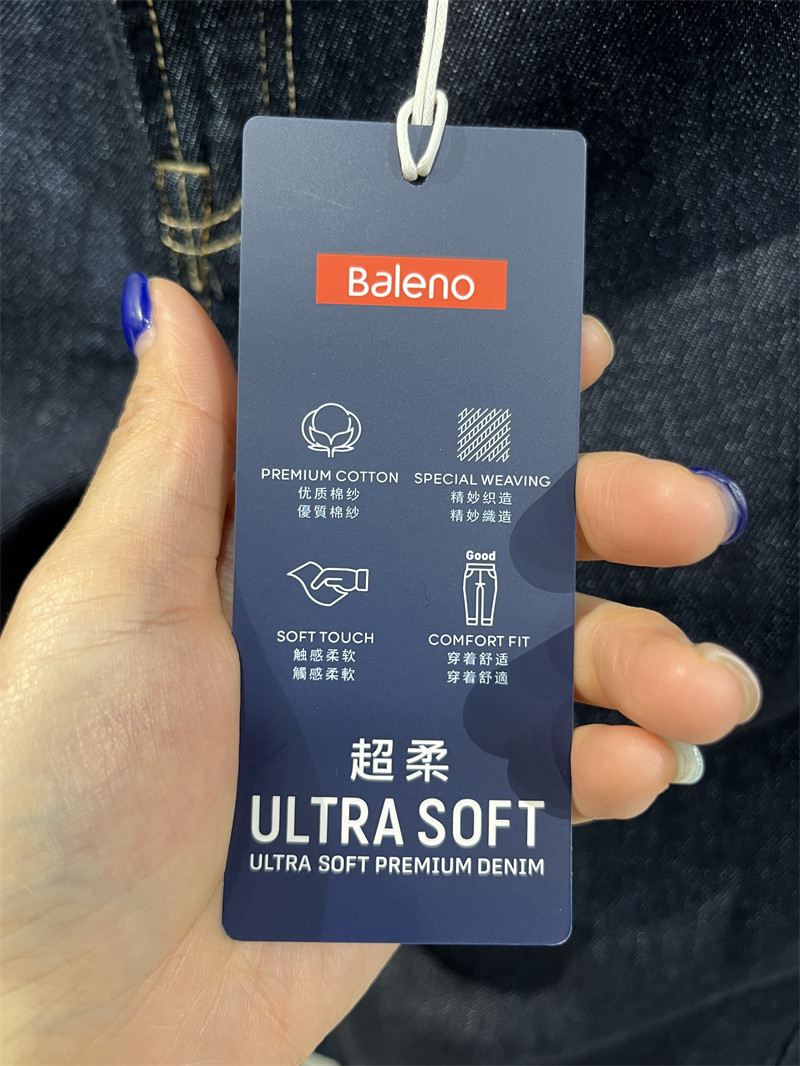 Baleno
PREMIUM COTTON
优质棉纱
優質棉紗
SPECIAL WEAVING
精妙织造
精妙織造
SOFT TOUCH
触感柔软
觸感柔軟
Good
COMFORT FIT
穿着舒适
穿着舒適
超柔
ULTRA SOFT
ULTRA SOFT PREMIUM DENIM